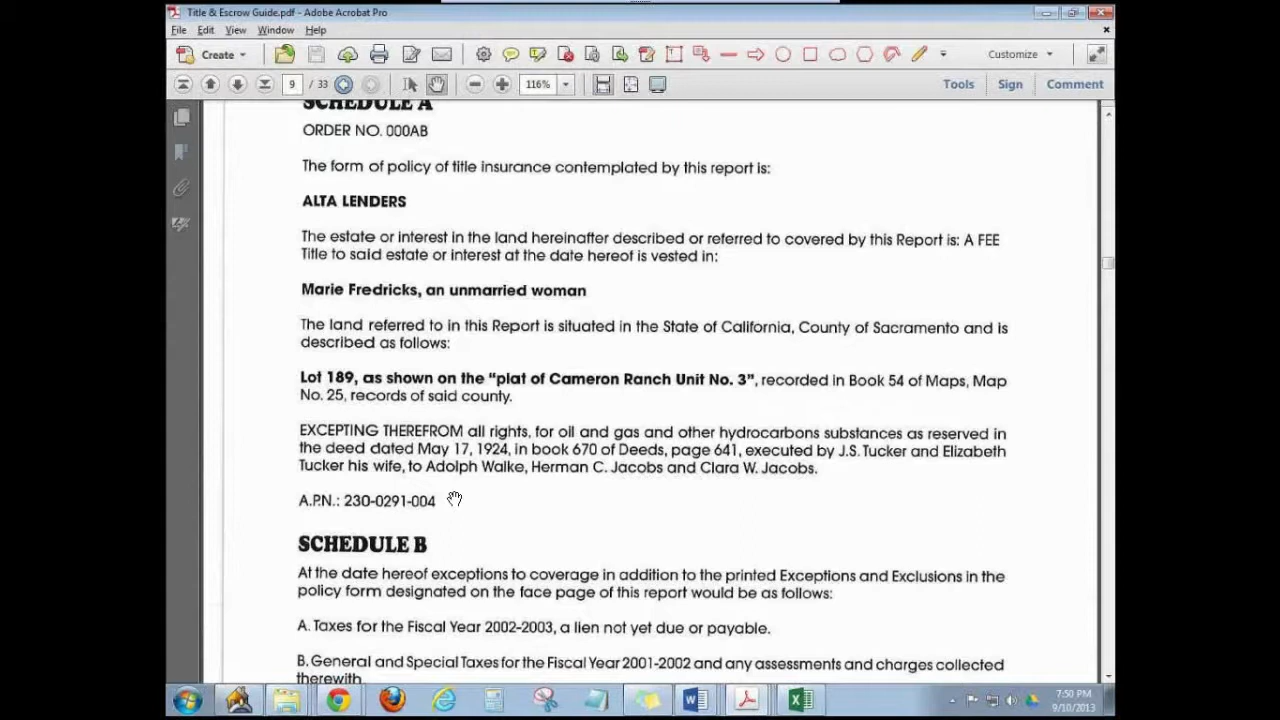 Title & Escrow Guide.pdf - Adobe Acrobat Pro
File Edit View Window Help
Create
Customize
9 / 33
116%
Tools Sign Comment
SCHEDULE A
ORDER NO. 000AB
The form of policy of title insurance contemplated by this report is:
ALTA LENDERS
The estate or interest in the land hereinafter described or referred to covered by this Report is: A FEE
Title to said estate or interest at the date hereof is vested in:
Marie Fredricks, an unmarried woman
The land referred to in this Report is situated in the State of California, County of Sacramento and is
described as follows:
Lot 189, as shown on the "plat of Cameron Ranch Unit No. 3", recorded in Book 54 of Maps, Map
No. 25, records of said county.
EXCEPTING THEREFROM all rights, for oil and gas and other hydrocarbons substances as reserved in
the deed dated May 17, 1924, in book 670 of Deeds, page 641, executed by J.S. Tucker and Elizabeth
Tucker his wife, to Adolph Walke, Herman C. Jacobs and Clara W. Jacobs.
A.P.N.: 230-0291-004
SCHEDULE B
At the date hereof exceptions to coverage in addition to the printed Exceptions and Exclusions in the
policy form designated on the face page of this report would be as follows:
A. Taxes for the Fiscal Year 2002-2003, a lien not yet due or payable.
B. General and Special Taxes for the Fiscal Year 2001-2002 and any assessments and charges collected
therewith
7:50 PM
9/10/2013